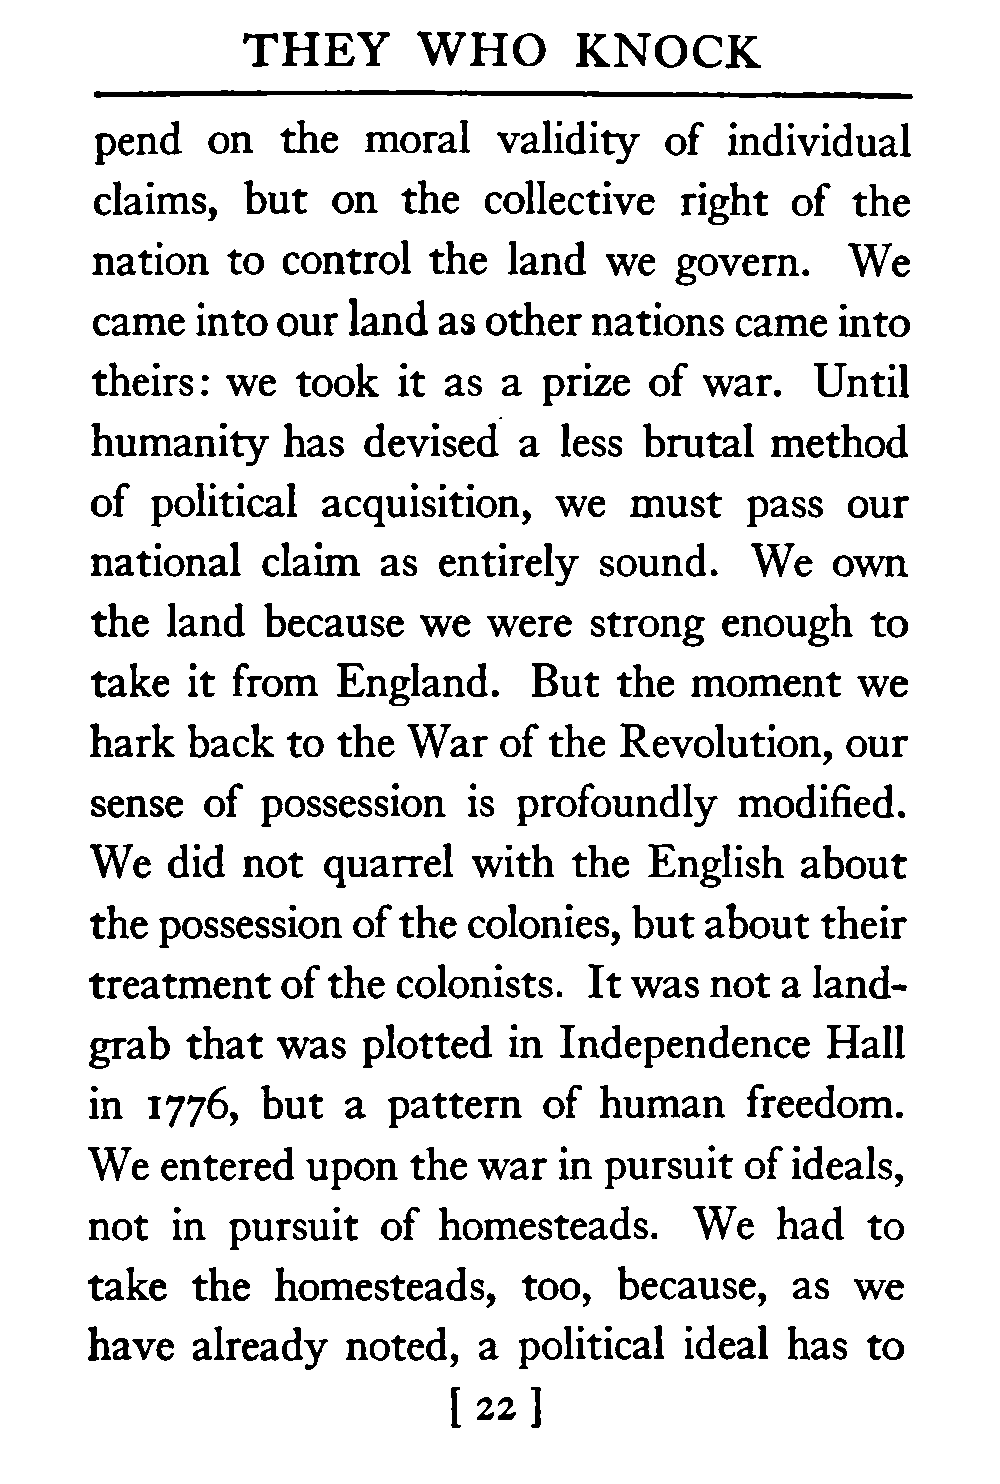 THEY WHO KNOCK
pend on the moral validity of individual
claims, but on the collective right of the
nation to control the land we govern. We
came into our land as other nations came into
theirs: we took it as a prize of war. Until
humanity has devised a less brutal method
of political acquisition, we must pass our
national claim as entirely sound. We own
the land because we were strong enough to
take it from England. But the moment we
hark back to the War of the Revolution, our
sense of possession is profoundly modified.
We did not quarrel with the English about
the possession of the colonies, but about their
treatment of the colonists. It was not a land-
grab that was plotted in Independence Hall
in 1776, but a pattern of human freedom.
We entered upon the war in pursuit of ideals,
not in pursuit of homesteads. We had to
take the homesteads, too, because, as we
have already noted, a political ideal has to
[ 22 ]